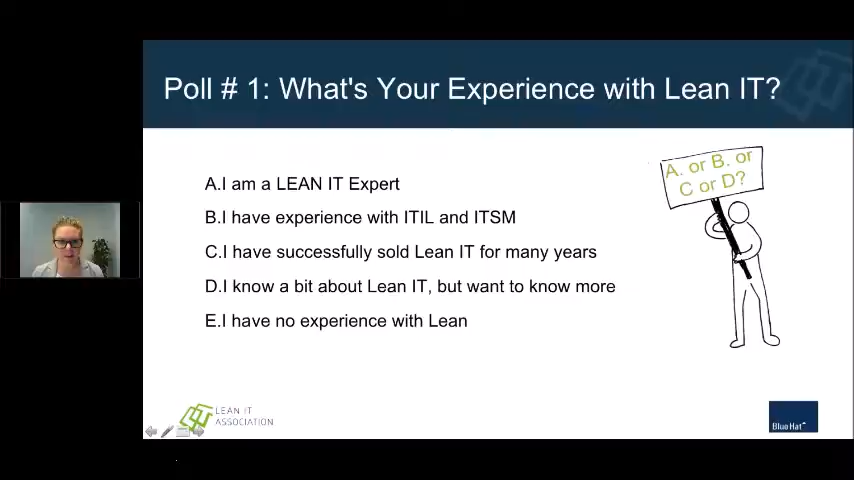 Poll # 1: What's Your Experience with Lean IT?
A. or B. or
C or D?
A.I am a LEAN IT Expert
B.I have experience with ITIL and ITSM
C.I have successfully sold Lean IT for many years
D.I know a bit about Lean IT, but want to know more
E.I have no experience with Lean
LEAN IT
ASSOCIATION
BlueHat